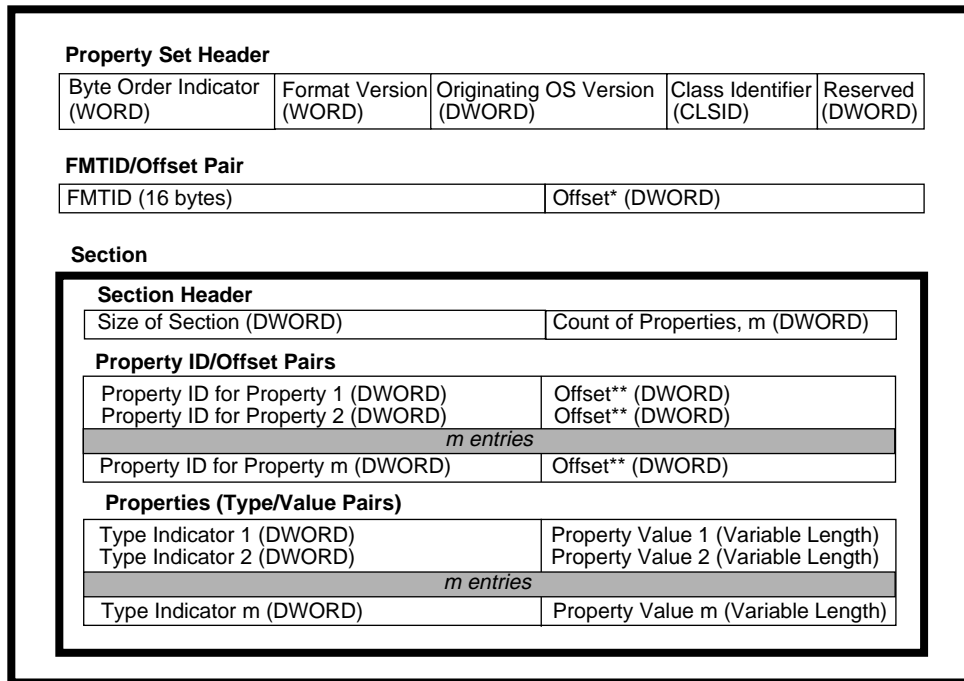 Property Set Header
Byte Order Indicator (WORD)
Format Version (WORD)
Originating OS Version (DWORD)
Class Identifier (CLSID)
Reserved (DWORD)
FMTID/Offset Pair
FMTID (16 bytes)
Offset* (DWORD)
Section
Section Header
Size of Section (DWORD)
Count of Properties, m (DWORD)
Property ID/Offset Pairs
Property ID for Property 1 (DWORD)
Offset** (DWORD)
Property ID for Property 2 (DWORD)
Offset** (DWORD)
m entries
Property ID for Property m (DWORD)
Offset** (DWORD)
Properties (Type/Value Pairs)
Type Indicator 1 (DWORD)
Property Value 1 (Variable Length)
Type Indicator 2 (DWORD)
Property Value 2 (Variable Length)
m entries
Type Indicator m (DWORD)
Property Value m (Variable Length)